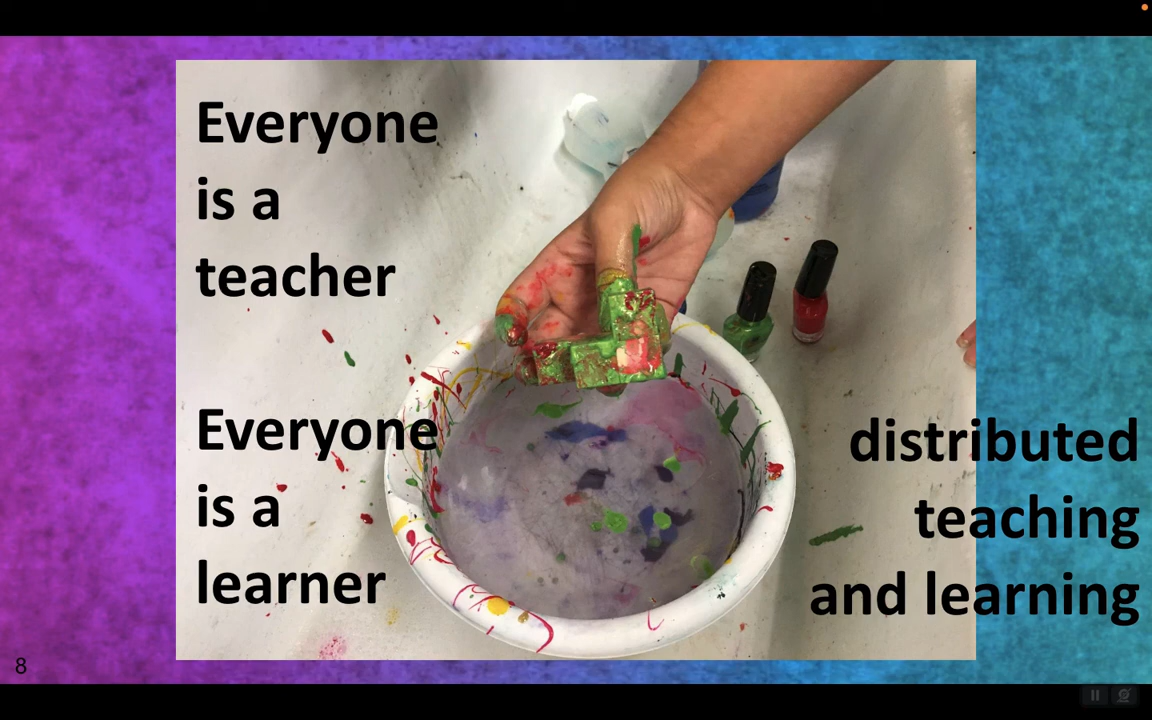 Everyone
is a
teacher
Everyone
is a
learner
distributed
teaching
and learning
8